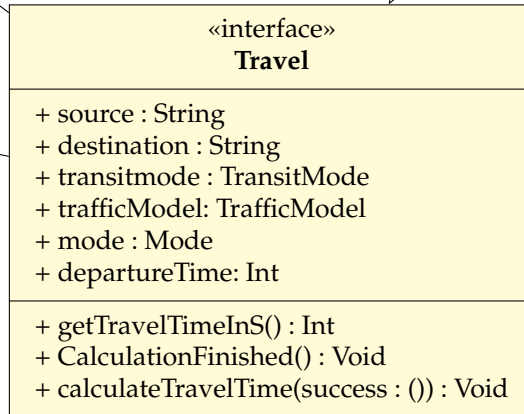 «interface»
Travel
+ source : String
+ destination : String
+ transitmode : TransitMode
+ trafficModel: TrafficModel
+ mode : Mode
+ departureTime: Int
+ getTravelTimeInS() : Int
+ CalculationFinished() : Void
+ calculateTravelTime(success : ()) : Void